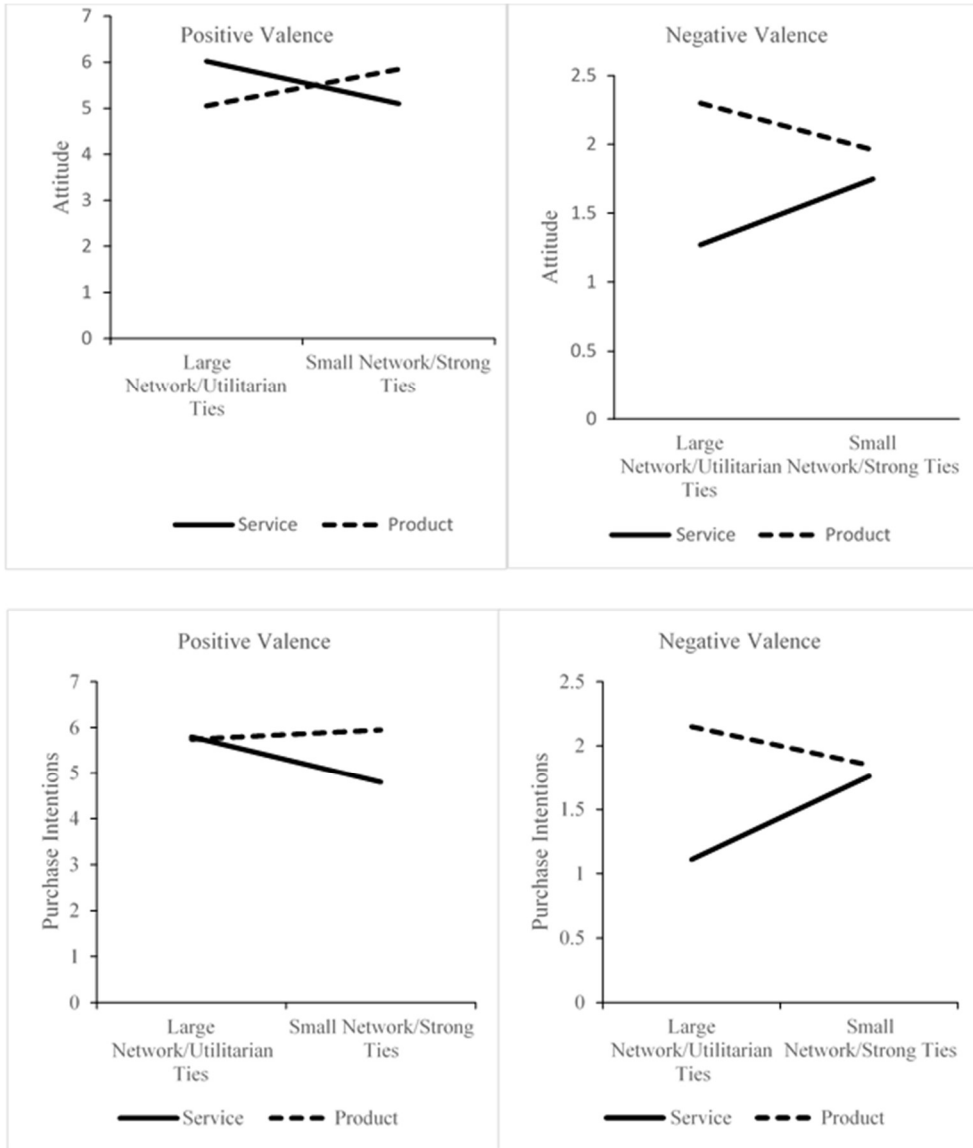 Positive Valence
7
6
5
4
3
2
1
0
Attitude
Large
Network/Utilitarian
Ties
Small Network/Strong
Ties
Service
Product
Negative Valence
2.5
2
1.5
1
0.5
0
Attitude
Large
Network/Utilitarian
Ties
Small
Network/Strong Ties
Service
Product
Positive Valence
7
6
5
4
3
2
1
0
Purchase Intentions
Large
Network/Utilitarian
Ties
Small Network/Strong
Ties
Service
Product
Negative Valence
2.5
2
1.5
1
0.5
0
Purchase Intentions
Large
Network/Utilitarian
Ties
Small
Network/Strong Ties
Service
Product